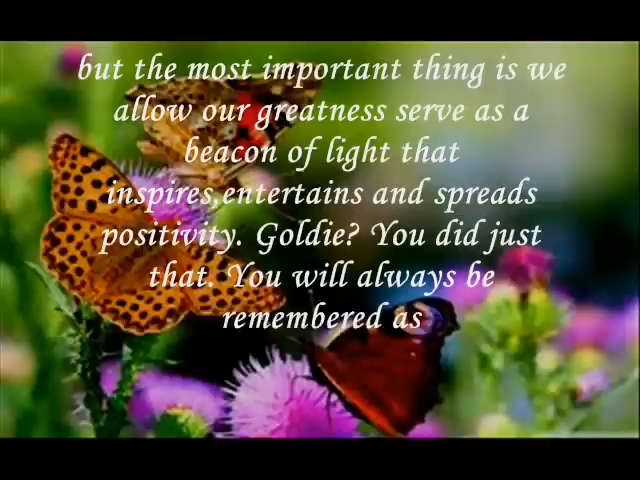 but the most important thing is we
allow our greatness serve as a
beacon of light that
inspires,entertains and spreads
positivity. Goldie? You did just
that. You will always be
remembered as